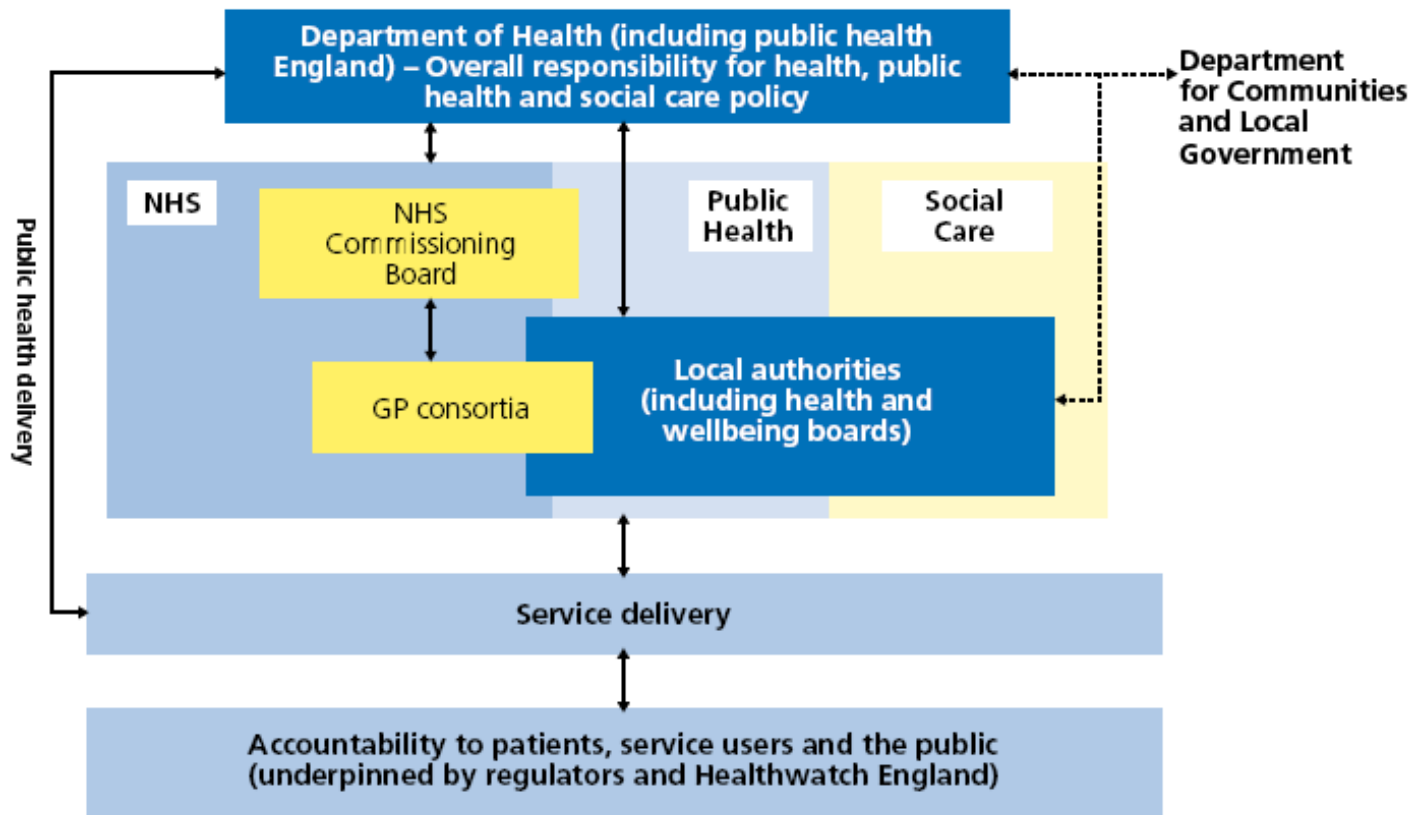 Department of Health (including public health
England) – Overall responsibility for health, public
health and social care policy
Department
for Communities
and Local
Government
Public health delivery
NHS
NHS
Commissioning
Board
Public
Health
Social
Care
GP consortia
Local authorities
(including health and
wellbeing boards)
Service delivery
Accountability to patients, service users and the public
(underpinned by regulators and Healthwatch England)